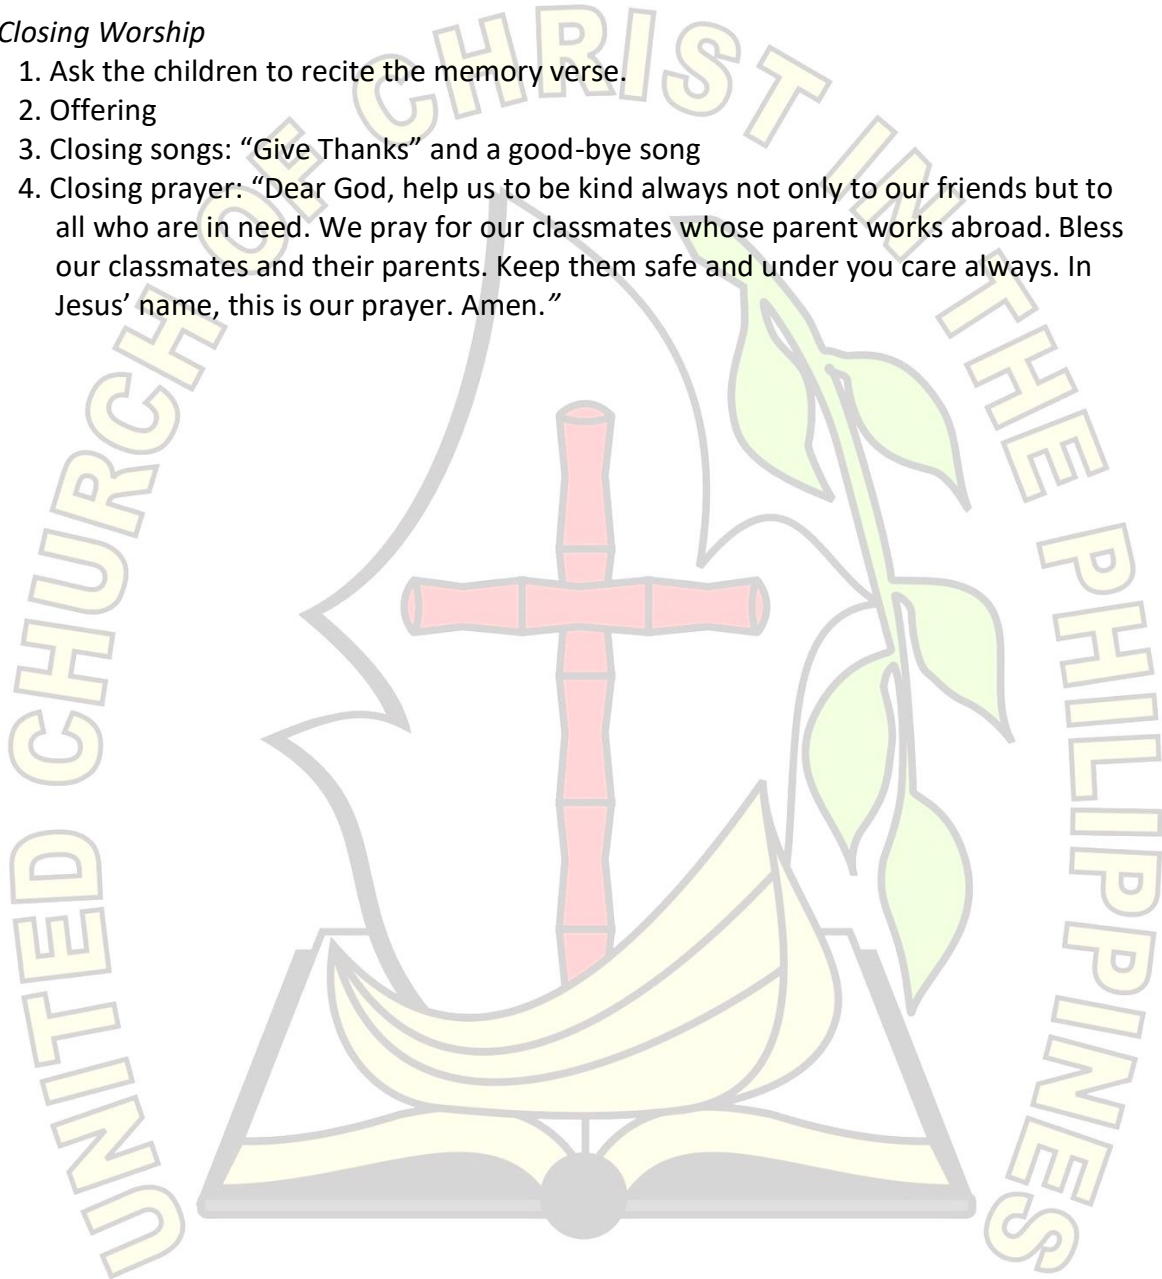 Closing Worship
1. Ask the children to recite the memory verse.
2. Offering
3. Closing songs: “Give Thanks” and a good-bye song
4. Closing prayer: “Dear God, help us to be kind always not only to our friends but to
all who are in need. We pray for our classmates whose parent works abroad. Bless
our classmates and their parents. Keep them safe and under you care always. In
Jesus’ name, this is our prayer. Amen.”
UNITED CHURCH OF CHRIST IN THE PHILIPPINES